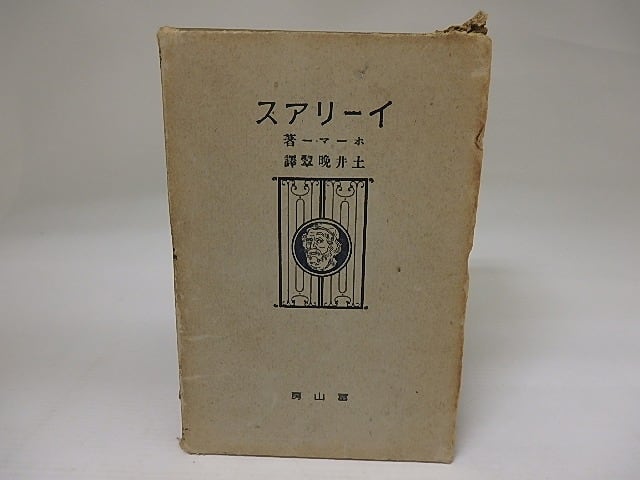 イーリアス
ホーマー著
土井晩翠譯
冨山房